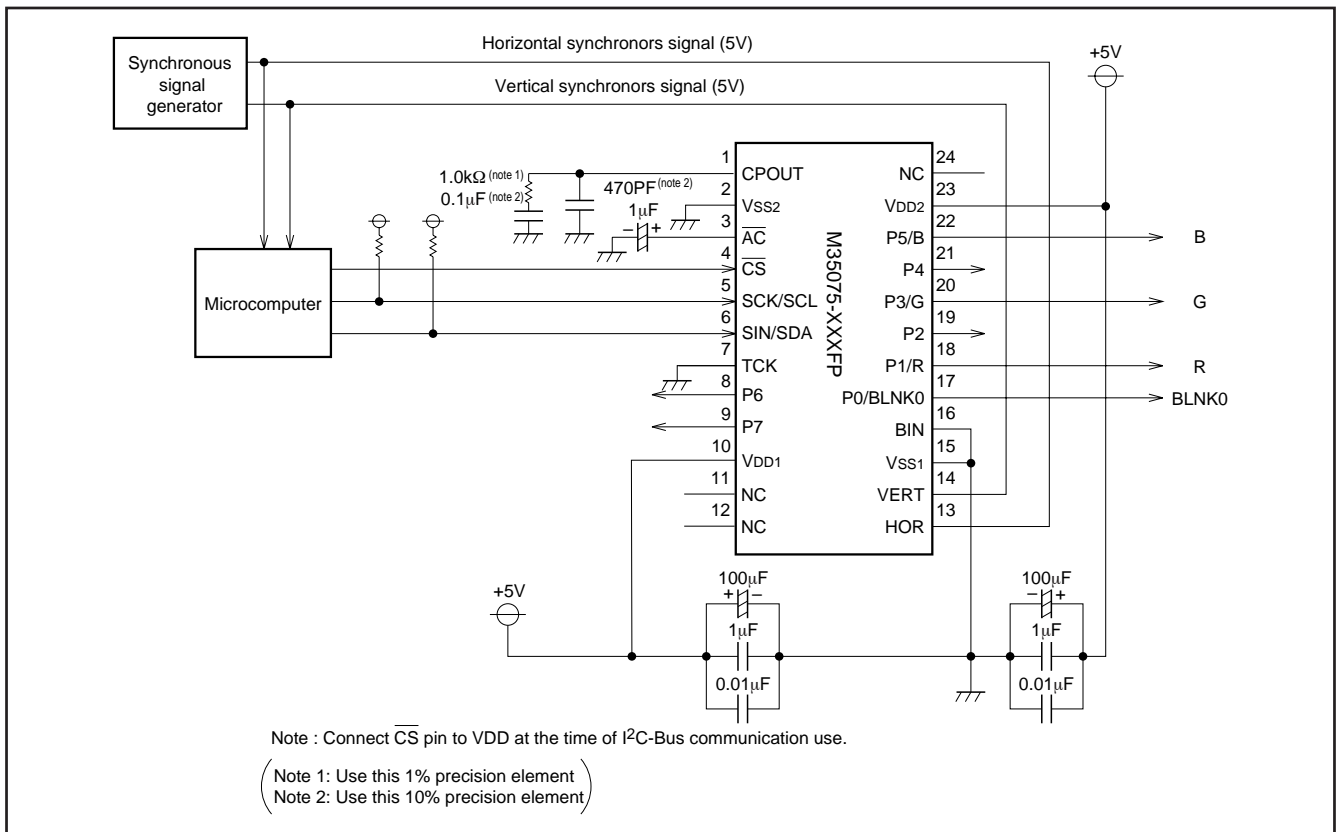 Horizontal synchronors signal (5V)
Synchronous
signal
generator
Vertical synchronors signal (5V)
+5V
1.0kΩ (note 1)
0.1μF (note 2)
470PF (note 2)
1μF
− +
Microcomputer
M35075-XXXFP
1 CPOUT
2 VSS2
3 AC
4 CS
5 SCK/SCL
6 SIN/SDA
7 TCK
8 P6
9 P7
10 VDD1
11 NC
12 NC
24 NC
23 VDD2
22 P5/B B
21 P4
20 P3/G G
19 P2
18 P1/R R
17 P0/BLNK0 BLNK0
16 BIN
15 VSS1
14 VERT
13 HOR
+5V
100μF
+ −
1μF
0.01μF
100μF
− +
1μF
0.01μF
Note : Connect CS pin to VDD at the time of I2C-Bus communication use.
Note 1: Use this 1% precision element
Note 2: Use this 10% precision element